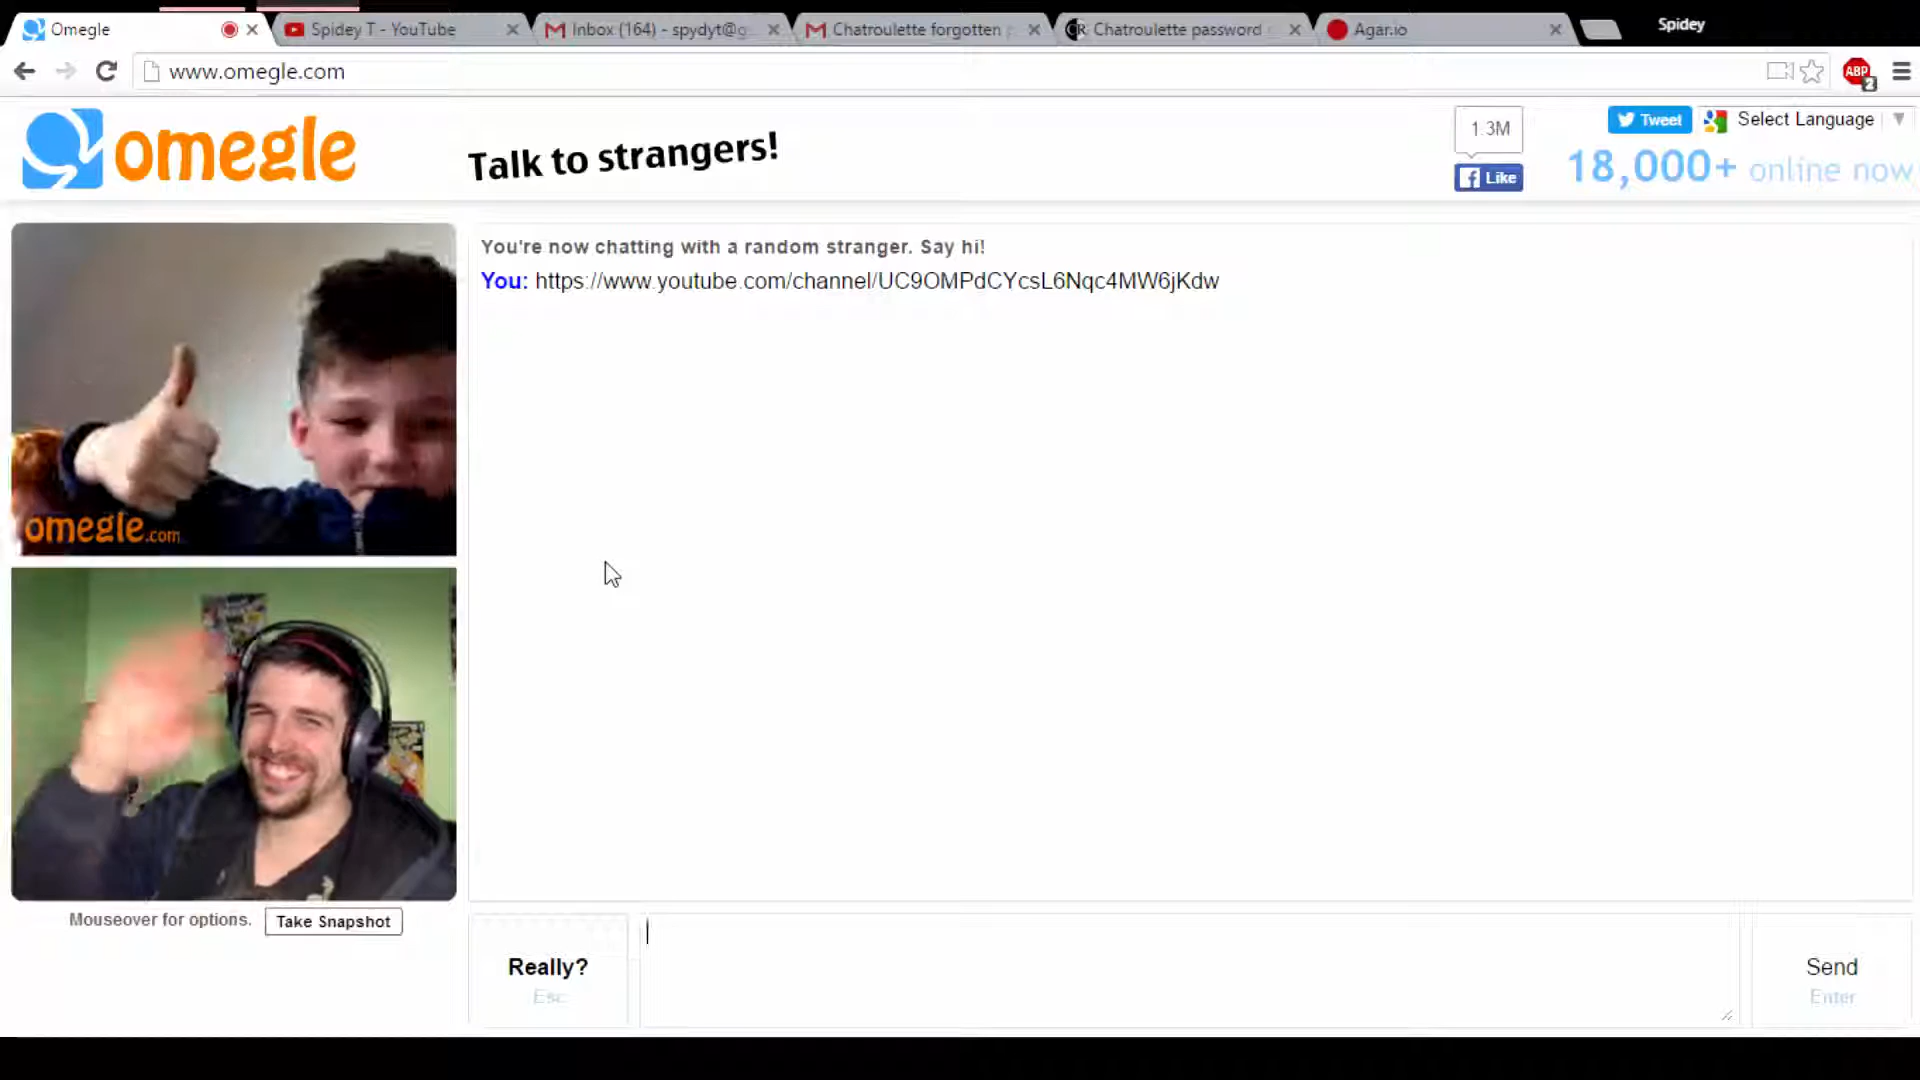 Omegle
Spidey T - YouTube
Inbox (164) - spydyt@g
Chatroulette forgotten p
Chatroulette password
Agar.io
Spidey
www.omegle.com
ABP
2
omegle
Talk to strangers!
1.3M
Like
Tweet
Select Language
18,000+ online now
You're now chatting with a random stranger. Say hi!
You: https://www.youtube.com/channel/UC9OMPdCYcsL6Nqc4MW6jKdw
omegle.com
Mouseover for options.
Take Snapshot
Really?
Esc
Send
Enter